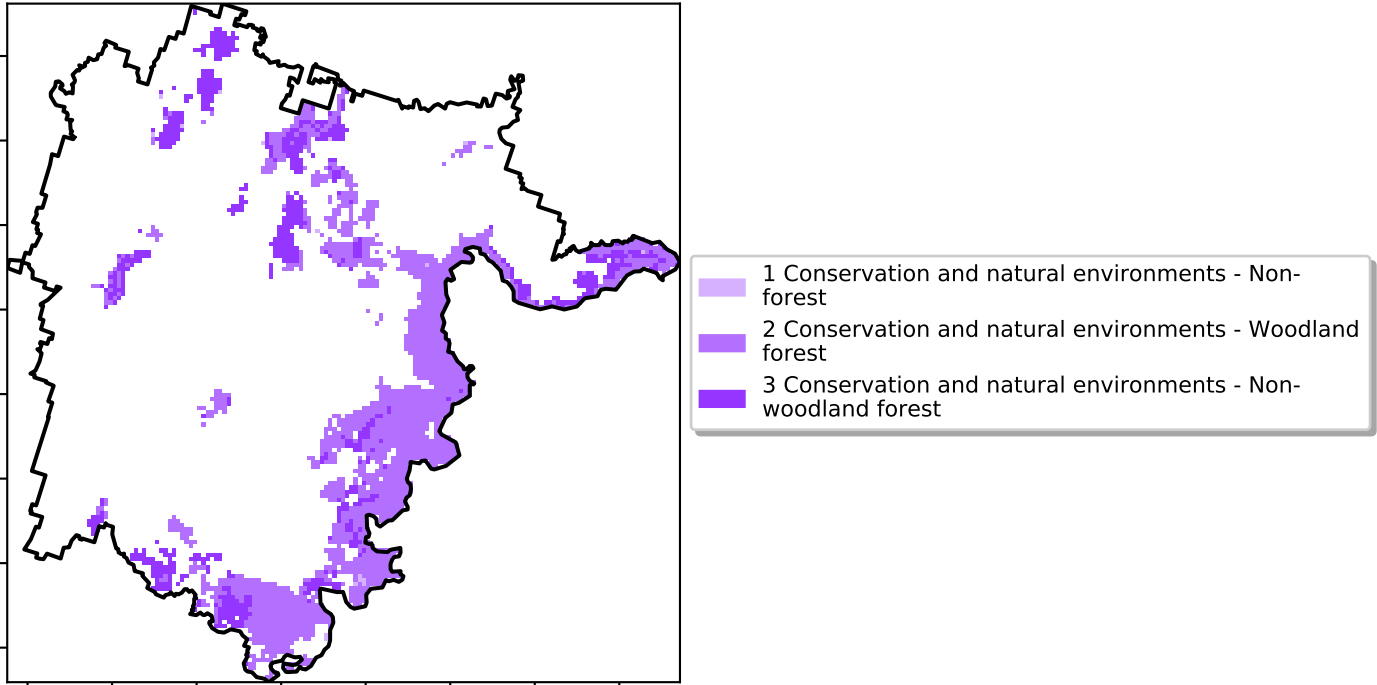 1 Conservation and natural environments - Non-
forest
2 Conservation and natural environments - Woodland
forest
3 Conservation and natural environments - Non-
woodland forest